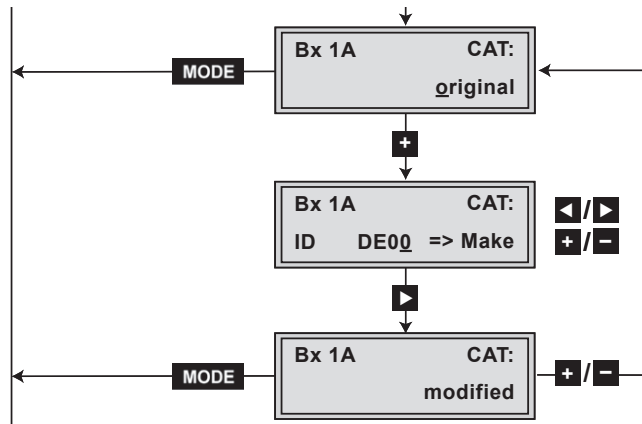 Bx 1A CAT:
MODE
original
+
Bx 1A CAT:
◀/▶
ID DE00 => Make
+/−
▶
Bx 1A CAT:
MODE
+/−
modified